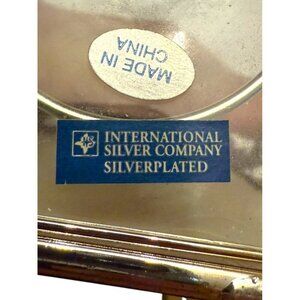 MADE IN
CHINA
INTERNATIONAL
SILVER COMPANY
SILVERPLATED